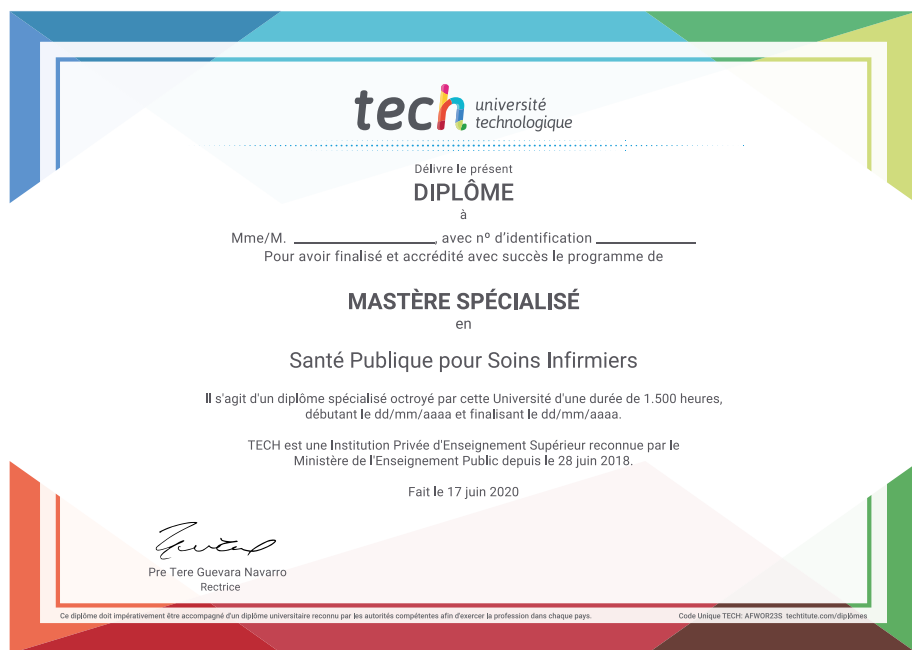 tech université
technologique
Délivre le présent
DIPLÔME
à
Mme/M. ____________________, avec nº d'identification ______________
Pour avoir finalisé et accrédité avec succès le programme de
MASTÈRE SPÉCIALISÉ
en
Santé Publique pour Soins Infirmiers
Il s'agit d'un diplôme spécialisé octroyé par cette Université d'une durée de 1.500 heures,
débutant le dd/mm/aaaa et finalisant le dd/mm/aaaa.
TECH est une Institution Privée d'Enseignement Supérieur reconnue par le
Ministère de l'Enseignement Public depuis le 28 juin 2018.
Fait le 17 juin 2020
Pre Tere Guevara Navarro
Rectrice
Ce diplôme doit impérativement être accompagné d'un diplôme universitaire reconnu par les autorités compétentes afin d'exercer la profession dans chaque pays.
Code Unique TECH: AFWOR23S techtitute.com/diplômes